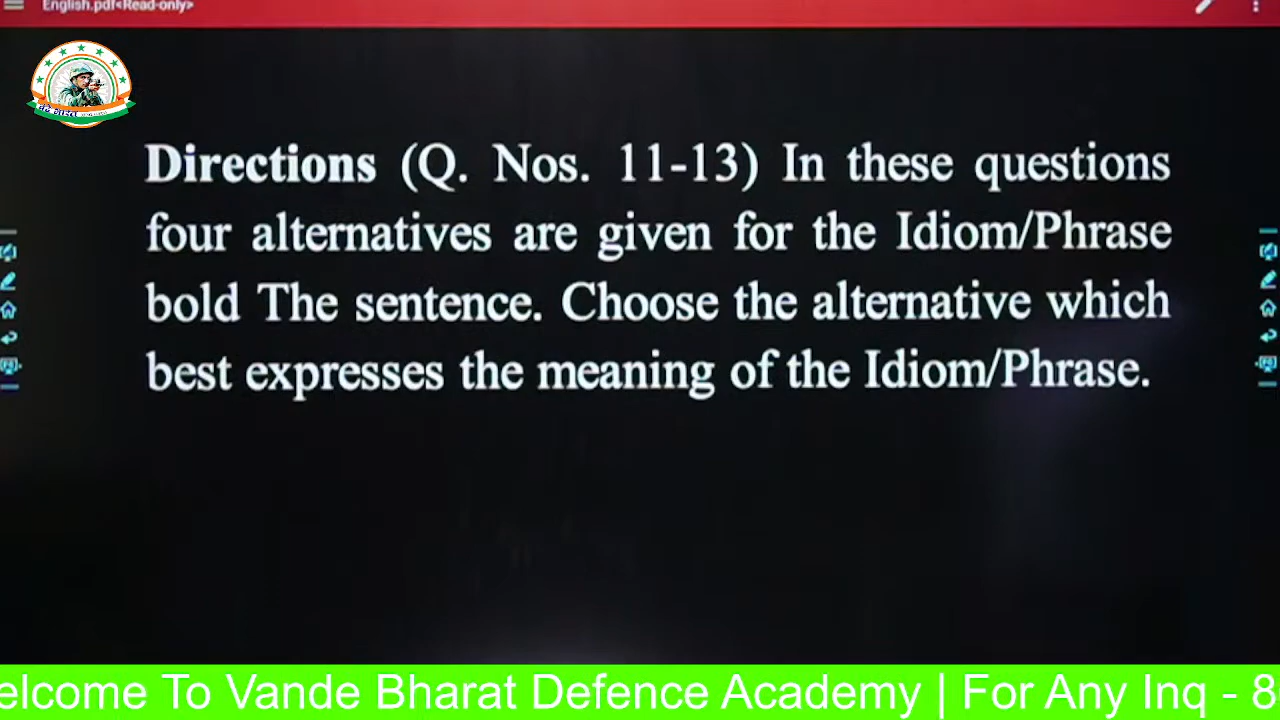 English.pdf<Read-only>
Directions (Q. Nos. 11-13) In these questions
four alternatives are given for the Idiom/Phrase
bold The sentence. Choose the alternative which
best expresses the meaning of the Idiom/Phrase.
elcome To Vande Bharat Defence Academy | For Any Inq - 8